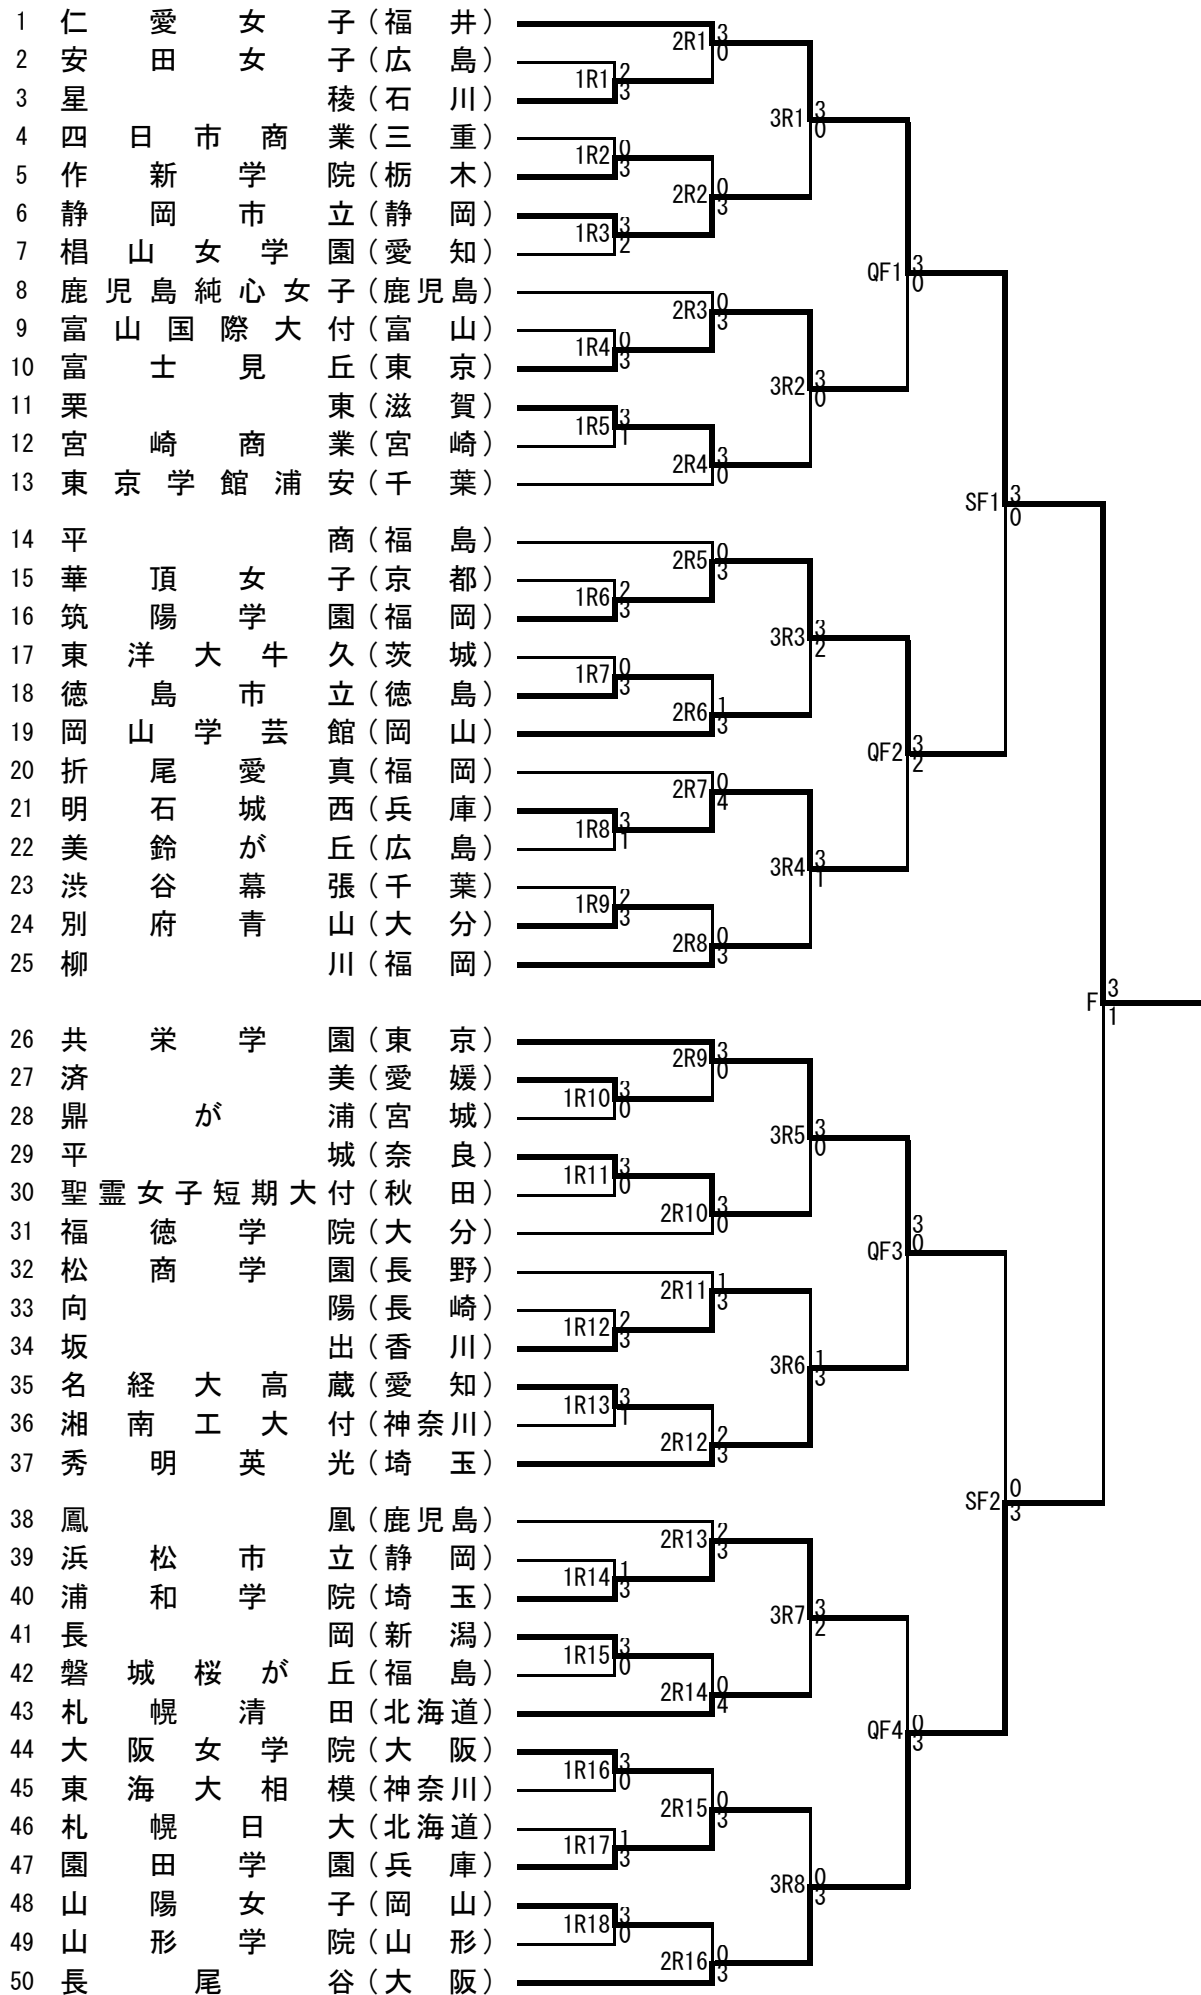 1 仁愛女子(福井)
2R1 3 0
2 安田女子(広島)
1R1 2 3
3 星稜(石川)
3R1 3 0
4 四日市商業(三重)
1R2 0 3
5 作新学院(栃木)
2R2 0 3
6 静岡市立(静岡)
1R3 3 2
7 椙山女学園(愛知)
QF1 3 0
8 鹿児島純心女子(鹿児島)
2R3 0 3
9 富山国際大付(富山)
1R4 0 3
10 富士見丘(東京)
3R2 3 0
11 栗東(滋賀)
1R5 3 1
12 宮崎商業(宮崎)
2R4 3 0
13 東京学館浦安(千葉)
SF1 3 0
14 平商(福島)
2R5 0 3
15 華頂女子(京都)
1R6 2 3
16 筑陽学園(福岡)
3R3 3 2
17 東洋大牛久(茨城)
1R7 0 3
18 徳島市立(徳島)
2R6 1 3
19 岡山学芸館(岡山)
QF2 3 2
20 折尾愛真(福岡)
2R7 0 4
21 明石城西(兵庫)
1R8 3 1
22 美鈴が丘(広島)
3R4 3 1
23 渋谷幕張(千葉)
1R9 2 3
24 別府青山(大分)
2R8 0 3
25 柳川(福岡)
F 3 1
26 共栄学園(東京)
2R9 3 0
27 済美(愛媛)
1R10 3 0
28 鼎が浦(宮城)
3R5 3 0
29 平城(奈良)
1R11 3 0
30 聖霊女子短期大付(秋田)
2R10 3 0
31 福徳学院(大分)
QF3 3 0
32 松商学園(長野)
2R11 1 3
33 向陽(長崎)
1R12 2 3
34 坂出(香川)
3R6 1 3
35 名経大高蔵(愛知)
1R13 3 1
36 湘南工大付(神奈川)
2R12 2 3
37 秀明英光(埼玉)
SF2 0 3
38 鳳凰(鹿児島)
2R13 2 3
39 浜松市立(静岡)
1R14 1 3
40 浦和学院(埼玉)
3R7 3 2
41 長岡(新潟)
1R15 3 0
42 磐城桜が丘(福島)
2R14 0 4
43 札幌清田(北海道)
QF4 0 3
44 大阪女学院(大阪)
1R16 3 0
45 東海大相模(神奈川)
2R15 0 3
46 札幌日大(北海道)
1R17 1 3
47 園田学園(兵庫)
3R8 0 3
48 山陽女子(岡山)
1R18 3 0
49 山形学院(山形)
2R16 0 3
50 長尾谷(大阪)